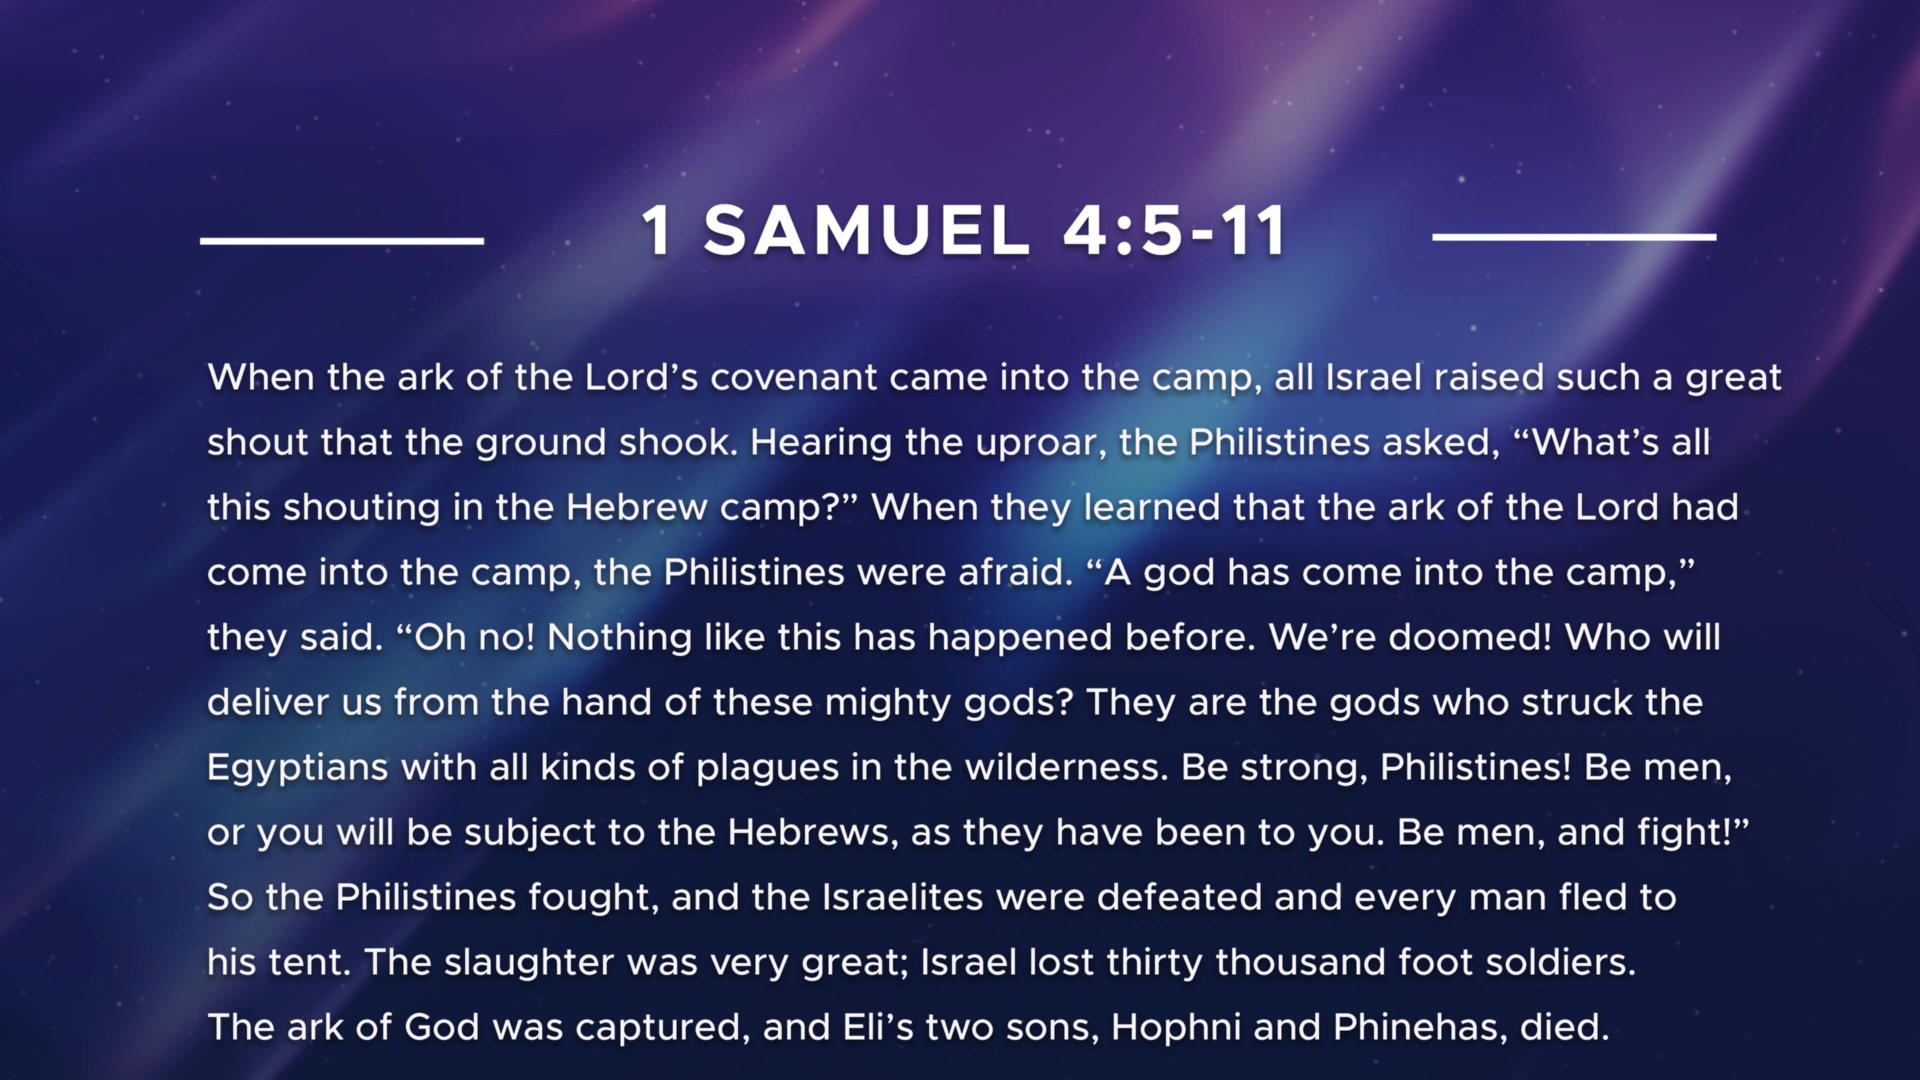 1 SAMUEL 4:5-11
When the ark of the Lord’s covenant came into the camp, all Israel raised such a great
shout that the ground shook. Hearing the uproar, the Philistines asked, “What’s all
this shouting in the Hebrew camp?” When they learned that the ark of the Lord had
come into the camp, the Philistines were afraid. “A god has come into the camp,”
they said. “Oh no! Nothing like this has happened before. We’re doomed! Who will
deliver us from the hand of these mighty gods? They are the gods who struck the
Egyptians with all kinds of plagues in the wilderness. Be strong, Philistines! Be men,
or you will be subject to the Hebrews, as they have been to you. Be men, and fight!”
So the Philistines fought, and the Israelites were defeated and every man fled to
his tent. The slaughter was very great; Israel lost thirty thousand foot soldiers.
The ark of God was captured, and Eli’s two sons, Hophni and Phinehas, died.